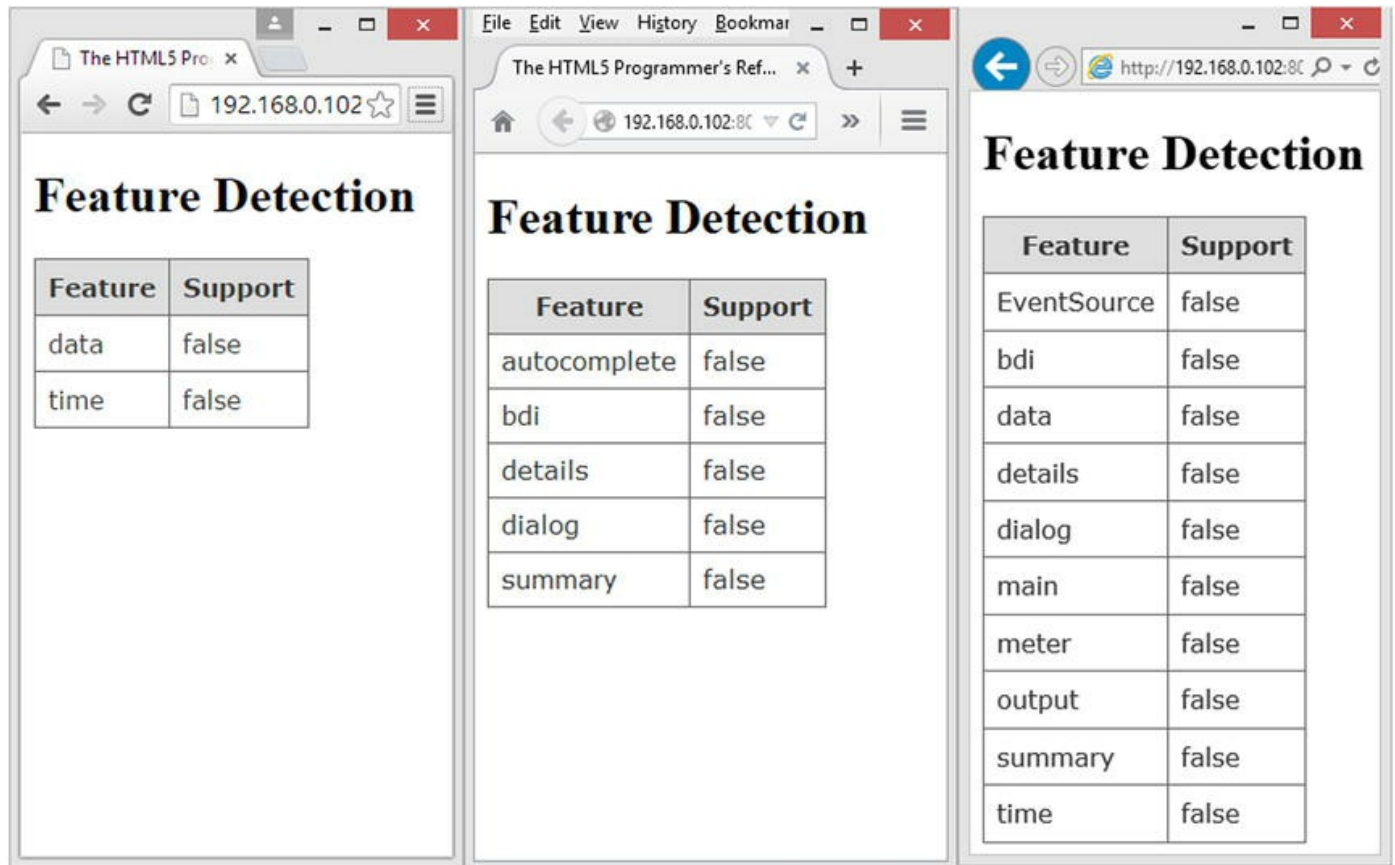 The HTML5 Pro
192.168.0.102
Feature Detection
Feature Support
data false
time false
File Edit View History Bookmar
The HTML5 Programmer's Ref...
192.168.0.102:80
Feature Detection
Feature Support
autocomplete false
bdi false
details false
dialog false
summary false
http://192.168.0.102:80
Feature Detection
Feature Support
EventSource false
bdi false
data false
details false
dialog false
main false
meter false
output false
summary false
time false